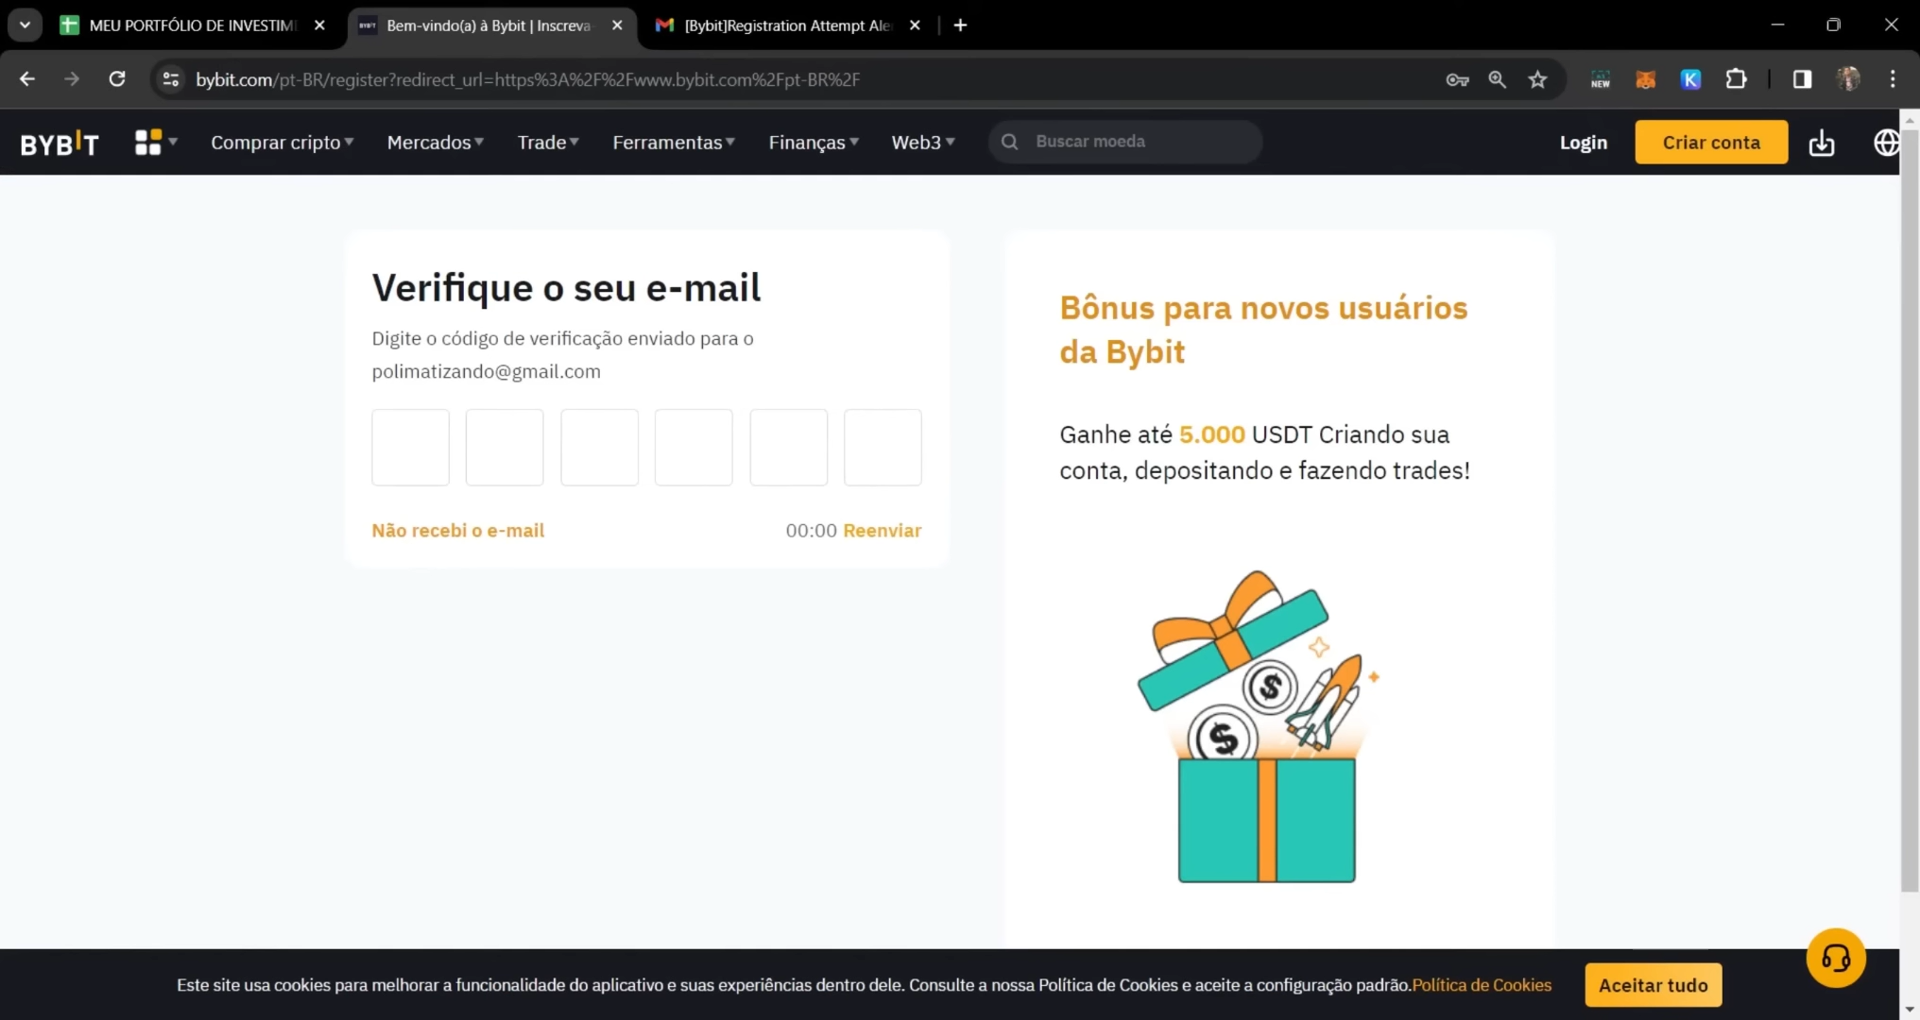 MEU PORTFÓLIO DE INVESTIM
Bem-vindo(a) à Bybit | Inscreva-
[Bybit]Registration Attempt Ale
bybit.com/pt-BR/register?redirect_url=https%3A%2F%2Fwww.bybit.com%2Fpt-BR%2F
NEW
K
BYBIT
Comprar cripto
Mercados
Trade
Ferramentas
Finanças
Web3
Buscar moeda
Login
Criar conta
Verifique o seu e-mail
Digite o código de verificação enviado para o
polimatizando@gmail.com
Não recebi o e-mail
00:00 Reenviar
Bônus para novos usuários
da Bybit
Ganhe até 5.000 USDT Criando sua
conta, depositando e fazendo trades!
$
$
Este site usa cookies para melhorar a funcionalidade do aplicativo e suas experiências dentro dele. Consulte a nossa Política de Cookies e aceite a configuração padrão.Política de Cookies
Aceitar tudo